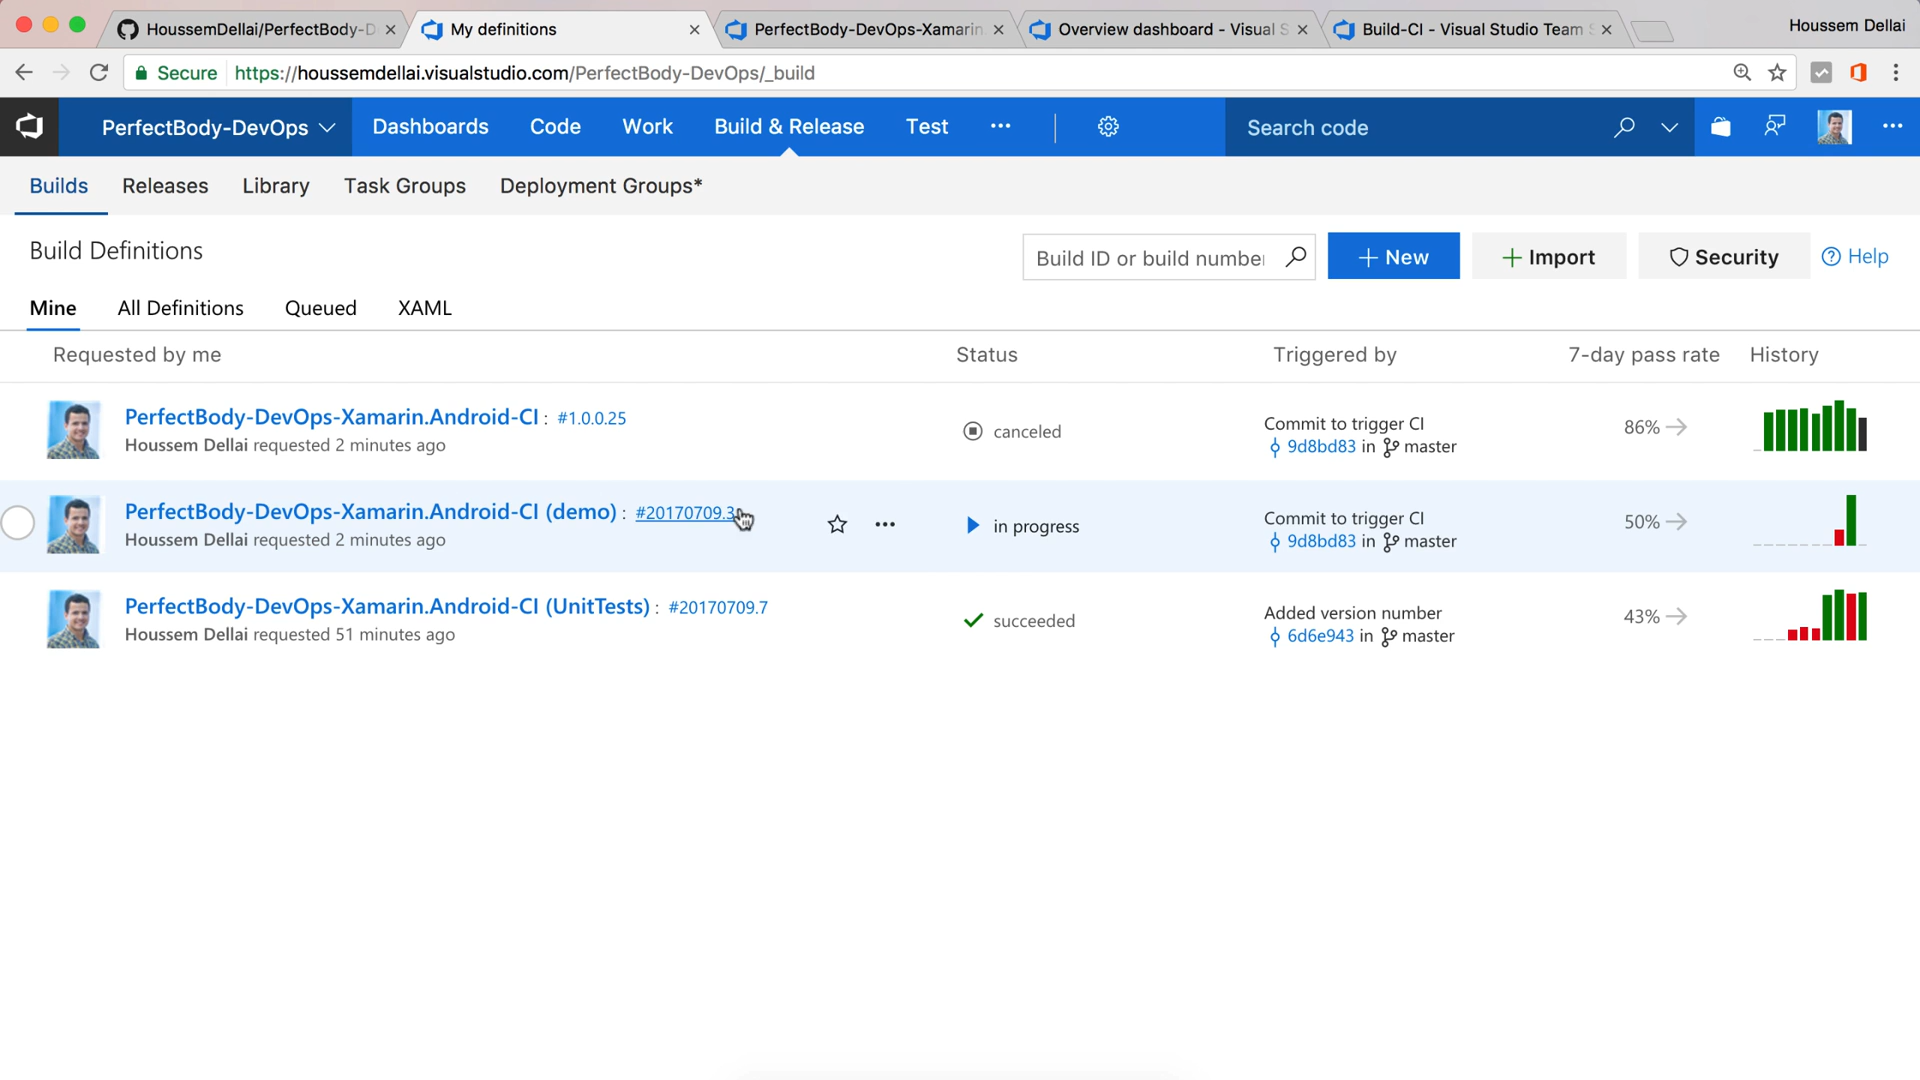 HoussemDellai/PerfectBody-D
My definitions
PerfectBody-DevOps-Xamarin
Overview dashboard - Visual S
Build-CI - Visual Studio Team S
Houssem Dellai
Secure
https://houssemdellai.visualstudio.com/PerfectBody-DevOps/_build
PerfectBody-DevOps
Dashboards
Code
Work
Build & Release
Test
Search code
Builds
Releases
Library
Task Groups
Deployment Groups*
Build Definitions
Build ID or build number
+ New
+ Import
Security
Help
Mine
All Definitions
Queued
XAML
Requested by me
Status
Triggered by
7-day pass rate
History
PerfectBody-DevOps-Xamarin.Android-CI : #1.0.0.25
Houssem Dellai requested 2 minutes ago
canceled
Commit to trigger CI
9d8bd83 in master
86%
PerfectBody-DevOps-Xamarin.Android-CI (demo) : #20170709.3
Houssem Dellai requested 2 minutes ago
in progress
Commit to trigger CI
9d8bd83 in master
50%
PerfectBody-DevOps-Xamarin.Android-CI (UnitTests) : #20170709.7
Houssem Dellai requested 51 minutes ago
succeeded
Added version number
6d6e943 in master
43%